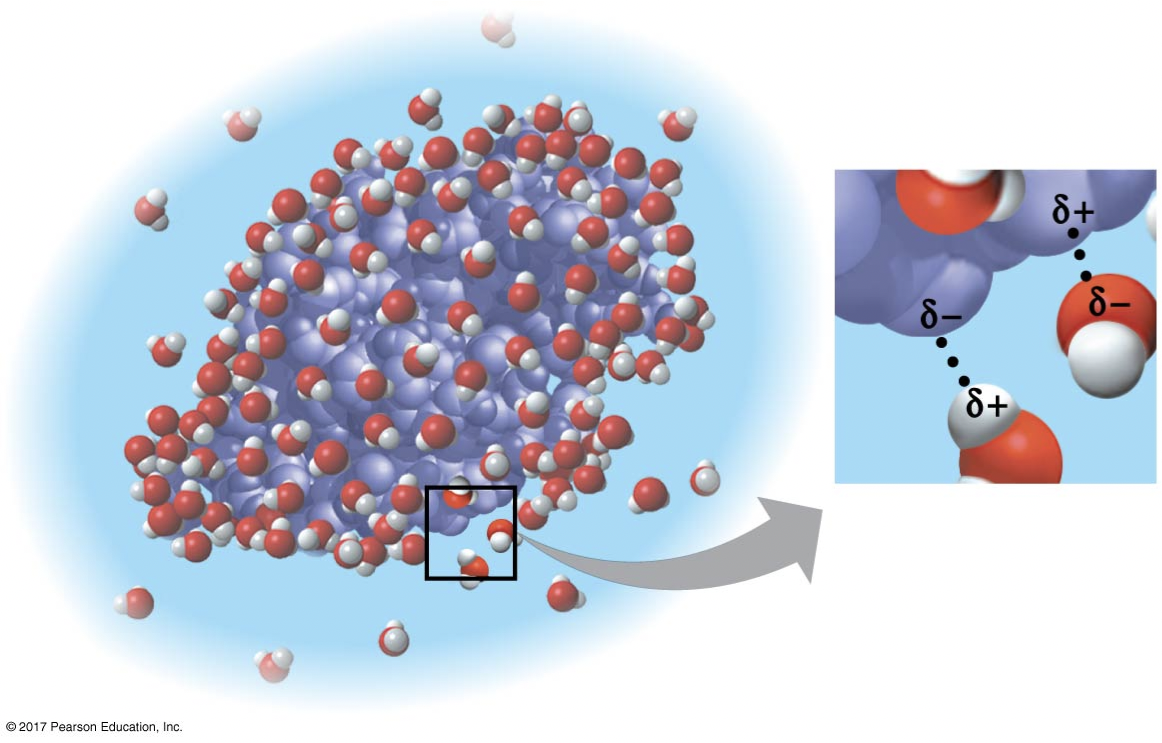 δ+
δ−
δ−
δ+
© 2017 Pearson Education, Inc.